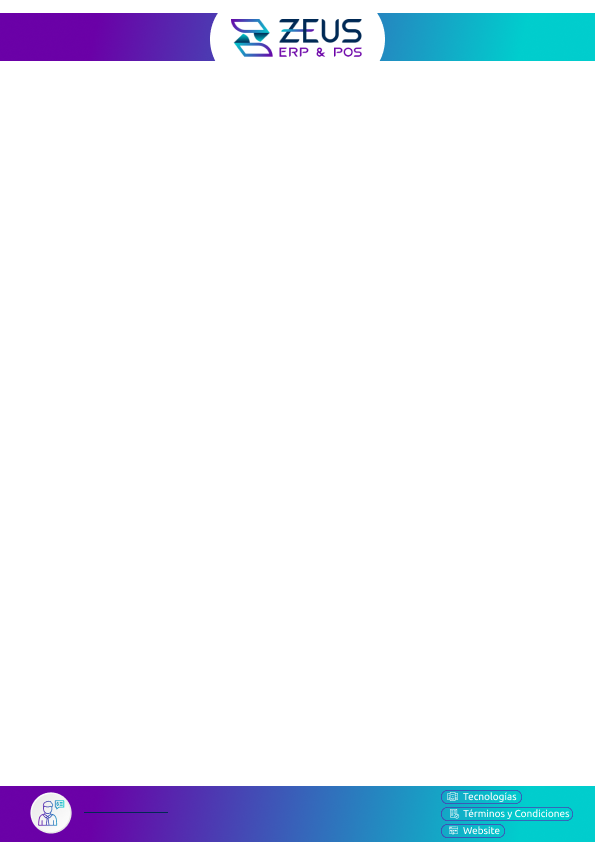 ZEUS
ERP & POS
Tecnologías
Términos y Condiciones
Website